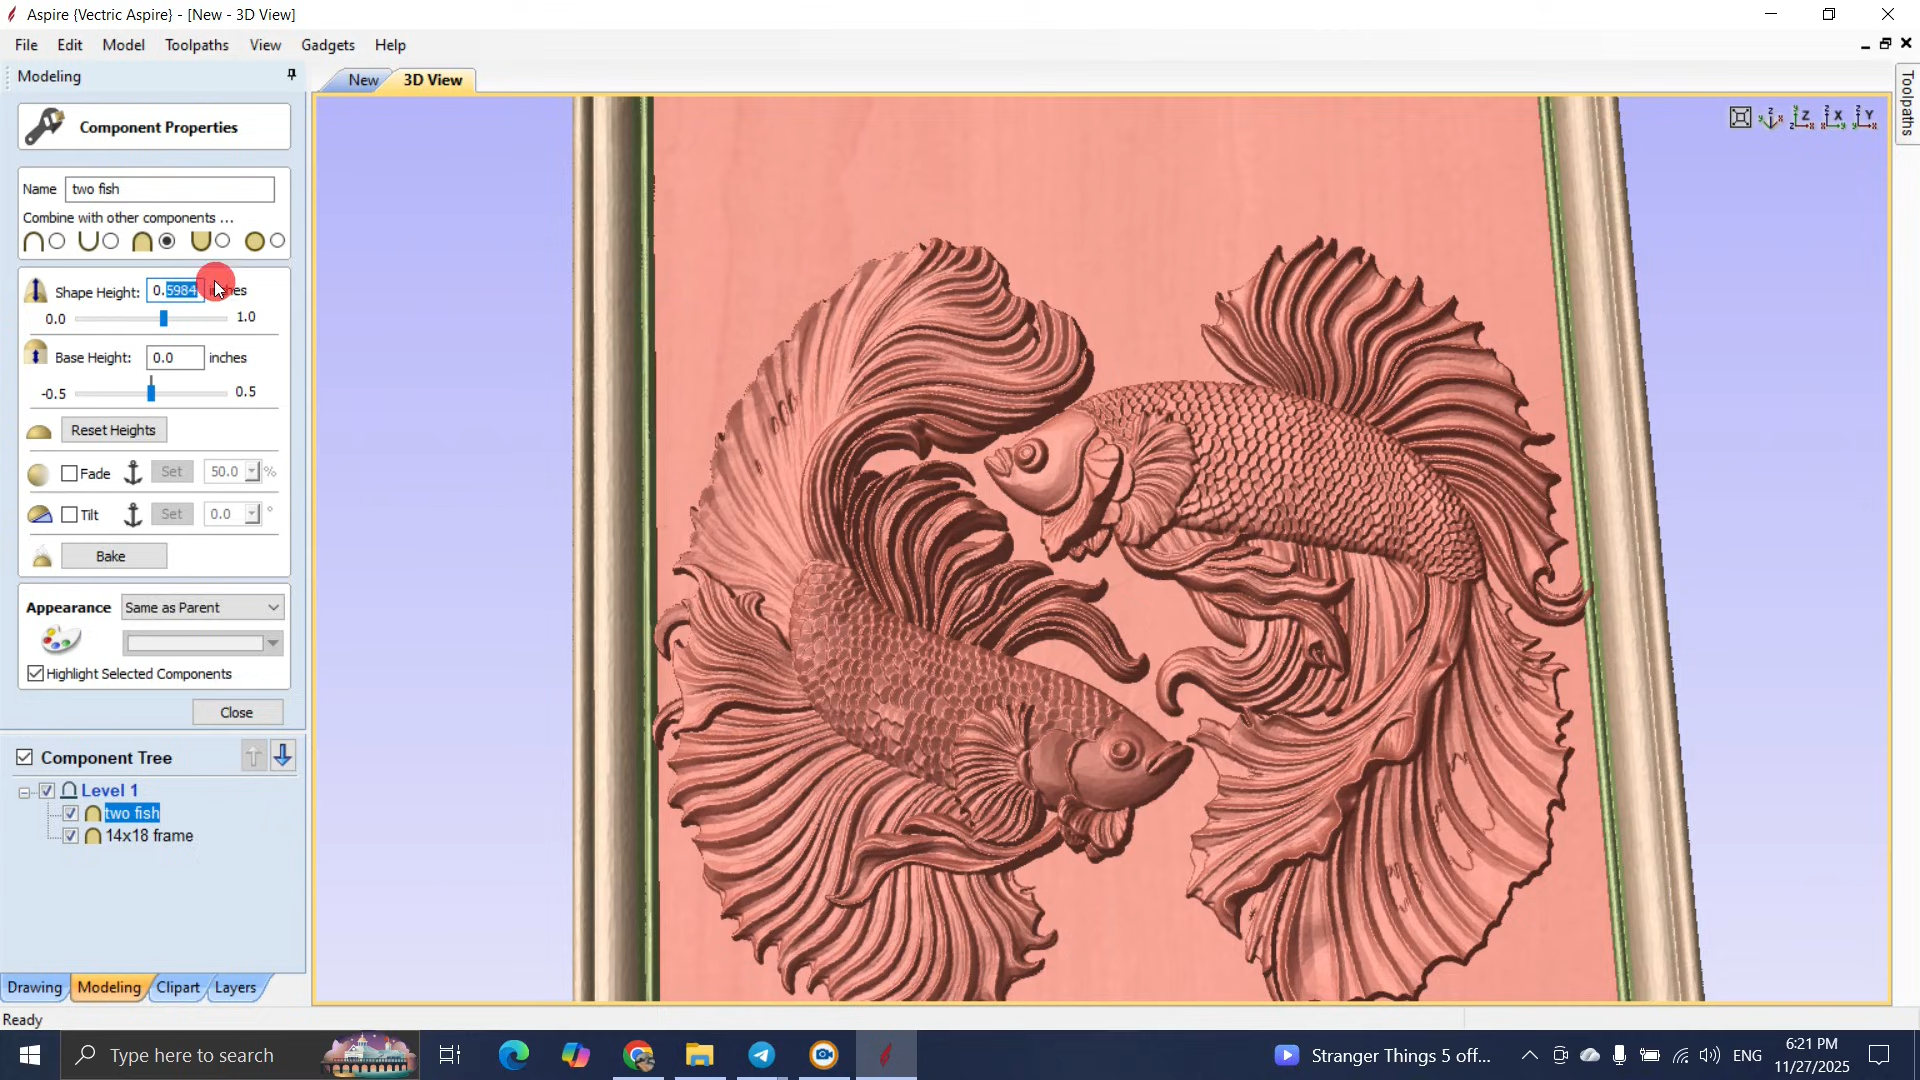 Aspire {Vectric Aspire} - [New - 3D View]
File Edit Model Toolpaths View Gadgets Help
Modeling
New 3D View
Toolpaths
Component Properties
Name two fish
Combine with other components ...
Shape Height: 0.5984 inches
0.0 1.0
Base Height: 0.0 inches
-0.5 0.5
Reset Heights
Fade Set 50.0 %
Tilt Set 0.0 °
Bake
Appearance Same as Parent
Highlight Selected Components
Close
Component Tree
Level 1
two fish
14x18 frame
Drawing Modeling Clipart Layers
Ready
Type here to search
Stranger Things 5 off...
ENG
6:21 PM
11/27/2025